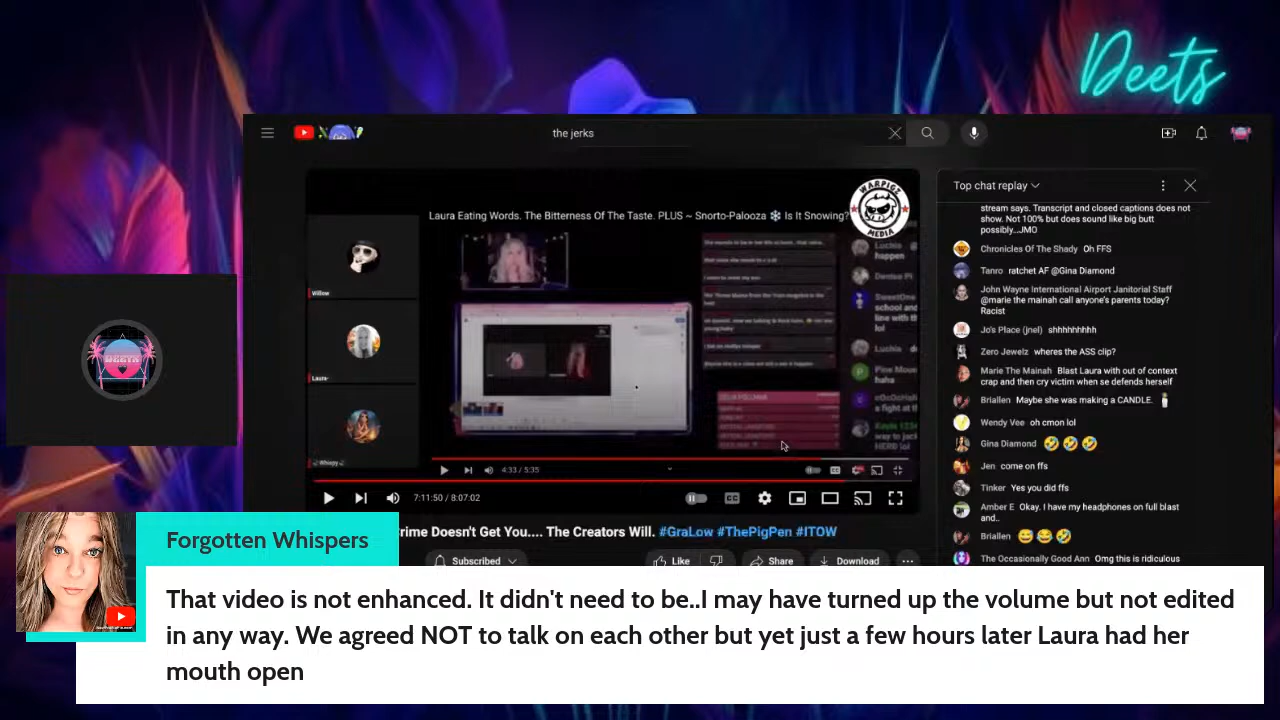 Deets
the jerks
WARPIGZ
MEDIA
Laura Eating Words. The Bitterness Of The Taste. PLUS ~ Snorto-Palooza ❄ Is It Snowing?
Willow
Laura
4:33 / 5:35
7:11:50 / 8:07:02
Top chat replay
stream says. Transcript and closed captions does not
show. Not 100% but does sound like big butt
possibly...JMO
Chronicles Of The Shady Oh FFS
Tanro ratchet AF @Gina Diamond
John Wayne International Airport Janitorial Staff
@marie the mainah call anyone's parents today?
Racist
Jo's Place (jnel) shhhhhhhhh
Zero Jewelz wheres the ASS clip?
Marie The Mainah Blast Laura with out of context
crap and then cry victim when se defends herself
Briallen Maybe she was making a CANDLE. 🕯
Wendy Vee oh cmon lol
Gina Diamond 🤣🤣🤣
Jen come on ffs
Tinker Yes you did ffs
Amber E Okay. I have my headphones on full blast
and..
Briallen 😅😂🤣
The Occasionally Good Ann Omg this is ridiculous
rime Doesn't Get You.... The Creators Will. #GraLow #ThePigPen #ITOW
Subscribed
Like
Share
Download
Forgotten Whispers
That video is not enhanced. It didn't need to be..I may have turned up the volume but not edited
in any way. We agreed NOT to talk on each other but yet just a few hours later Laura had her
mouth open